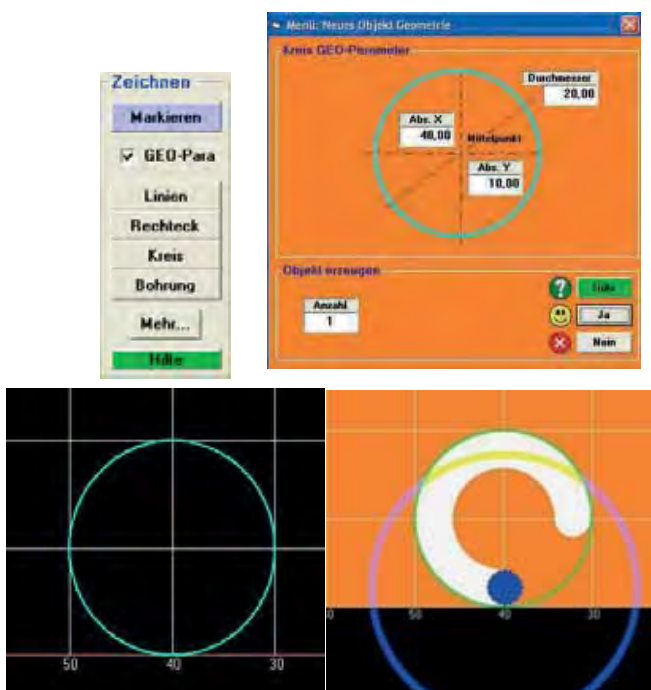 Zeichnen
Markieren
GEO-Para
Linien
Rechteck
Kreis
Bohrung
Mehr...
Hilfe
Menü: Neues Objekt Geometrie
Kreis GEO-Parameter
Durchmesser
20,00
Abs. X
40,00
Mittelpunkt
Abs. Y
10,00
Objekt erzeugen
Anzahl
1
?
Hilfe
Ja
Nein
50 40 30
0 50 40 30